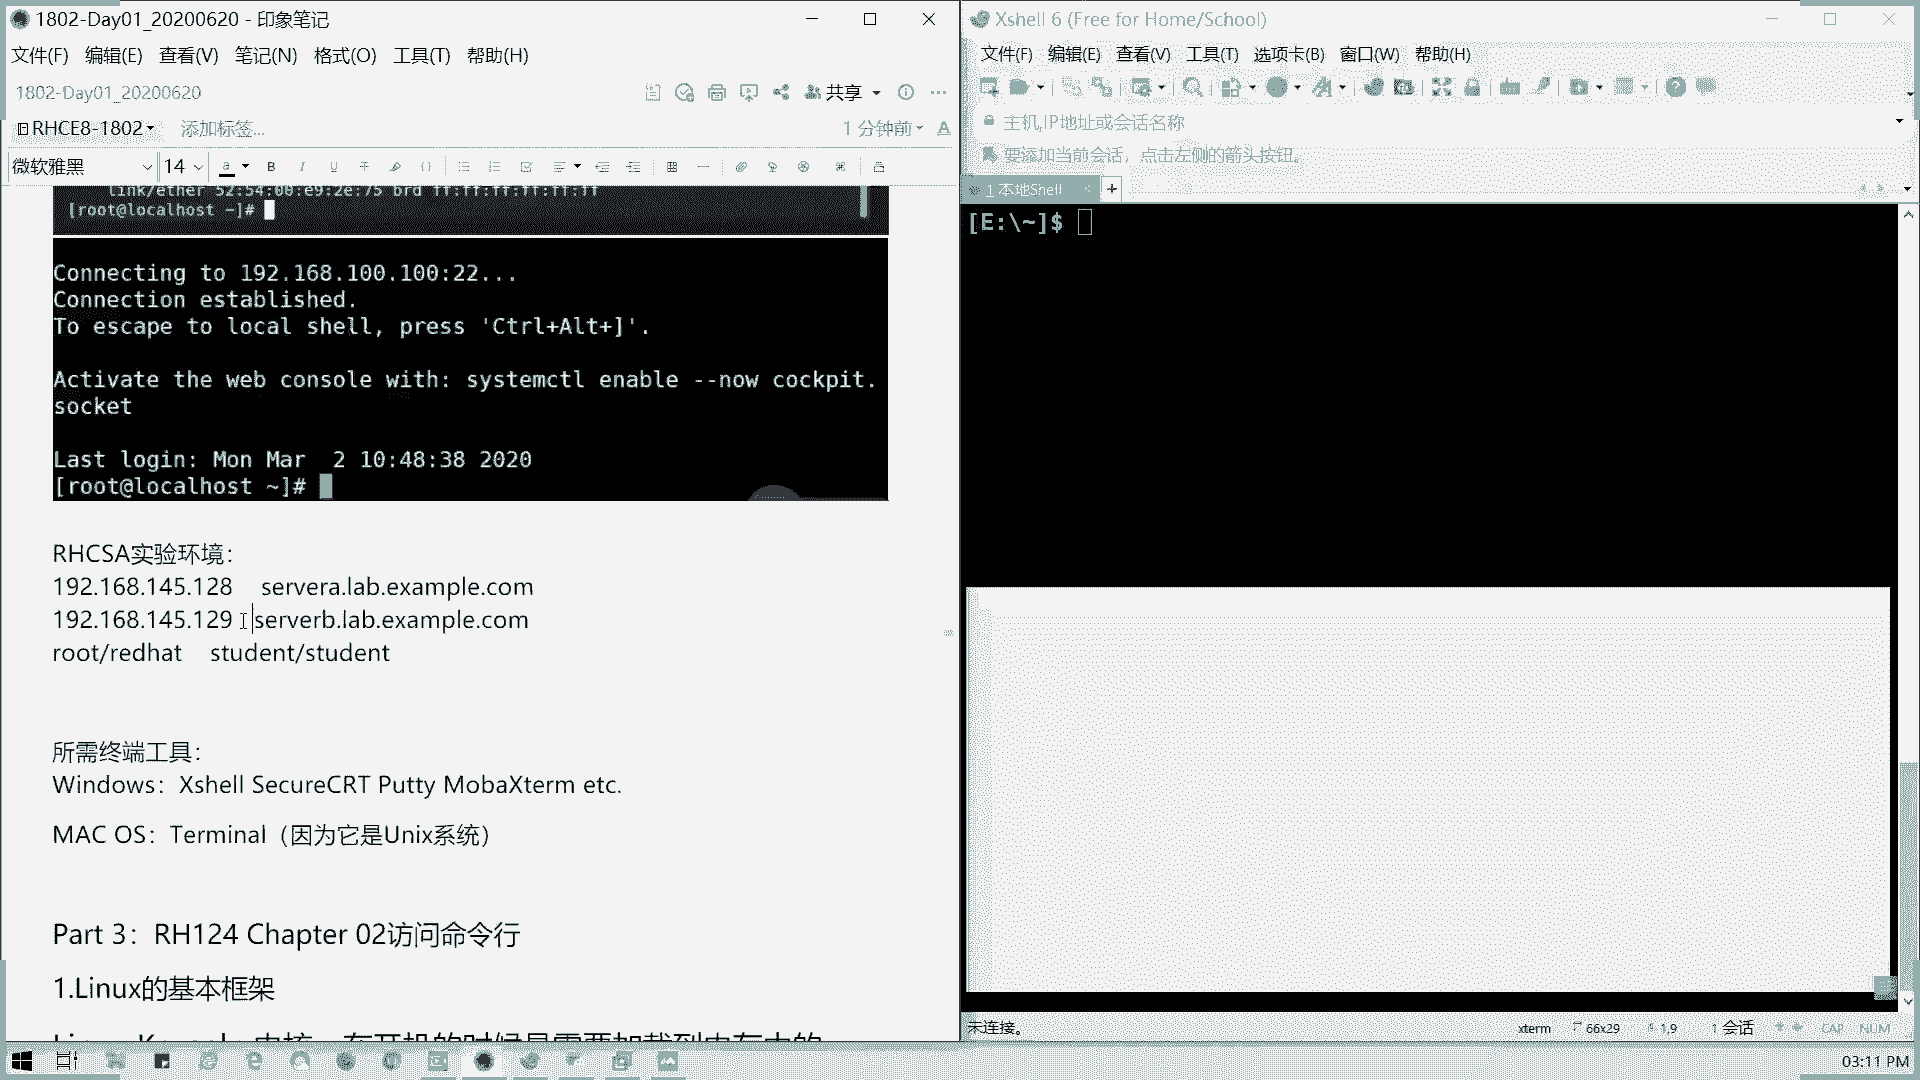 1802-Day01_20200620 - 印象笔记
文件(F) 编辑(E) 查看(V) 笔记(N) 格式(O) 工具(T) 帮助(H)
1802-Day01_20200620
共享
RHCE8-1802
添加标签...
1 分钟前
微软雅黑 14
link/ether 52:54:00:e9:2e:75 brd ff:ff:ff:ff:ff:ff
[root@localhost ~]#
Connecting to 192.168.100.100:22...
Connection established.
To escape to local shell, press 'Ctrl+Alt+]'.
Activate the web console with: systemctl enable --now cockpit.
socket
Last login: Mon Mar  2 10:48:38 2020
[root@localhost ~]#
RHCSA实验环境：
192.168.145.128 servera.lab.example.com
192.168.145.129 serverb.lab.example.com
root/redhat student/student
所需终端工具：
Windows：Xshell SecureCRT Putty MobaXterm etc.
MAC OS：Terminal（因为它是Unix系统）
Part 3：RH124 Chapter 02访问命令行
1.Linux的基本框架
Xshell 6 (Free for Home/School)
文件(F) 编辑(E) 查看(V) 工具(T) 选项卡(B) 窗口(W) 帮助(H)
主机,IP地址或会话名称
要添加当前会话，点击左侧的箭头按钮。
1 本地Shell
[E:\~]$
未连接。
xterm 66x29 1,9 1 会话 CAP NUM
03:11 PM